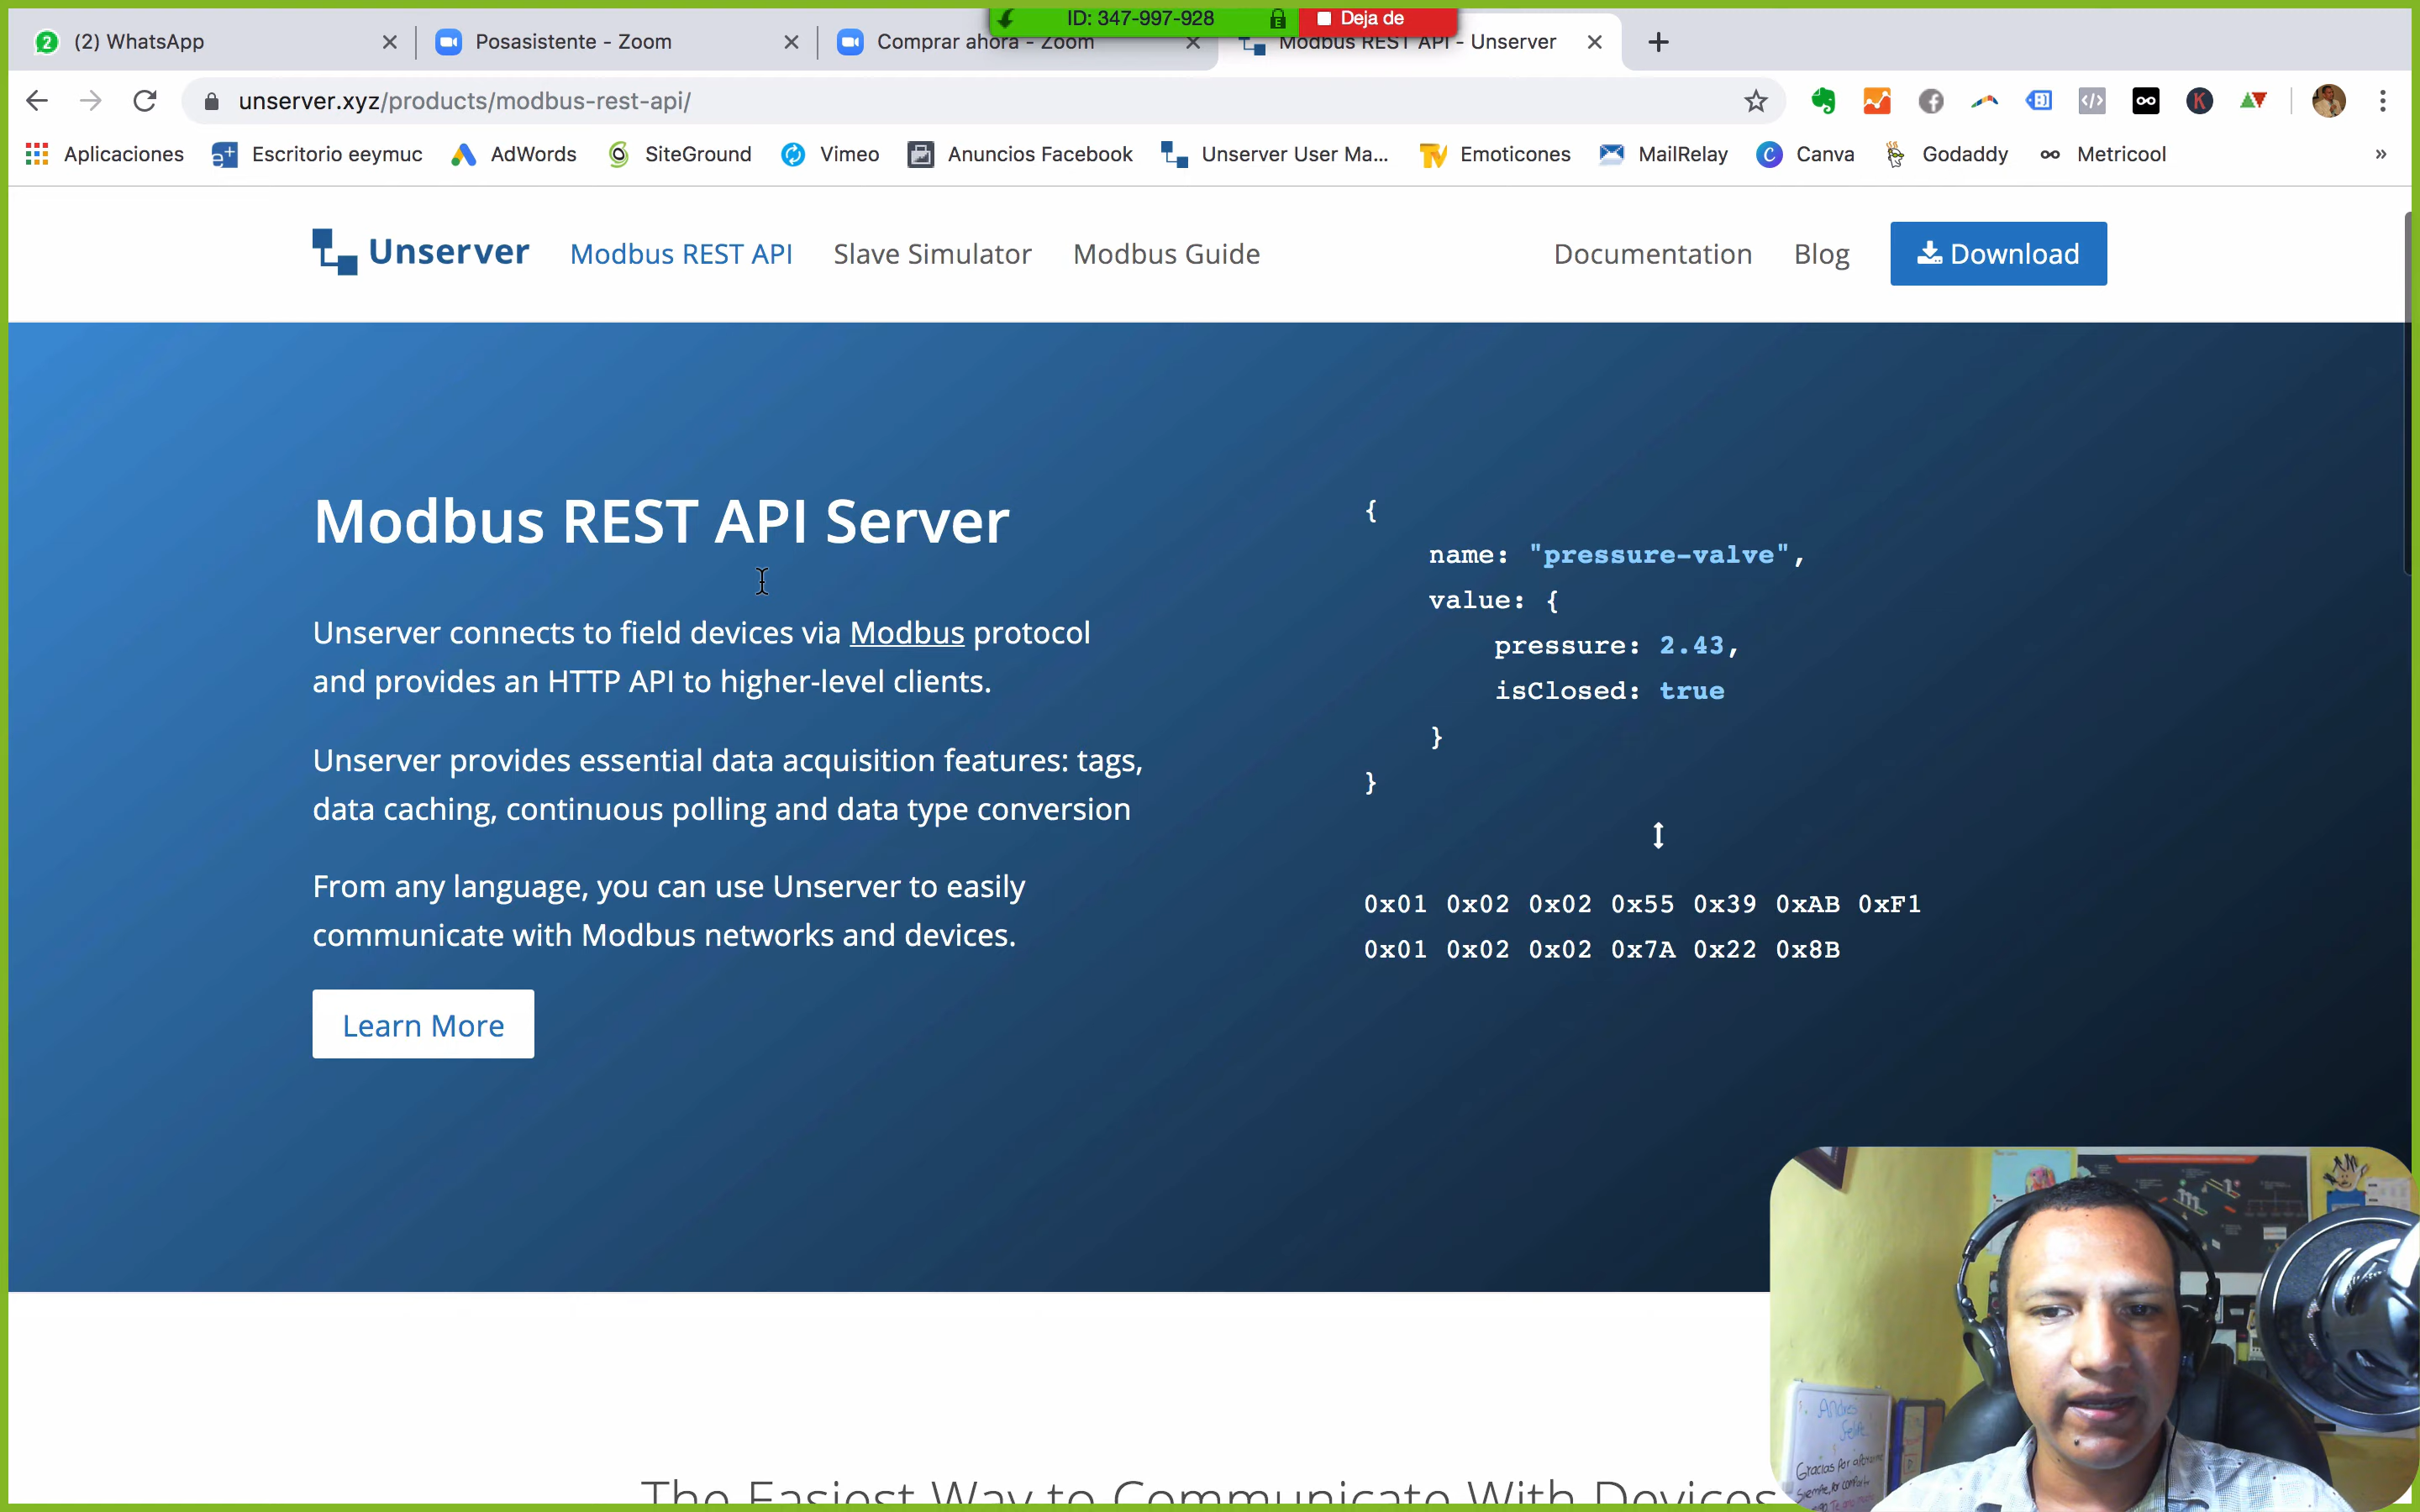 ID: 347-997-928
Deja de
2
(2) WhatsApp
Posasistente - Zoom
Comprar ahora - Zoom
Modbus REST API - Unserver
unserver.xyz/products/modbus-rest-api/
Aplicaciones
Escritorio eeymuc
AdWords
SiteGround
Vimeo
Anuncios Facebook
Unserver User Ma...
Emoticones
MailRelay
Canva
Godaddy
Metricool
»
Unserver
Modbus REST API
Slave Simulator
Modbus Guide
Documentation
Blog
Download
Modbus REST API Server
Unserver connects to field devices via Modbus protocol
and provides an HTTP API to higher-level clients.
Unserver provides essential data acquisition features: tags,
data caching, continuous polling and data type conversion
From any language, you can use Unserver to easily
communicate with Modbus networks and devices.
Learn More
{
name: "pressure-valve",
value: {
pressure: 2.43,
isClosed: true
}
}
0x01 0x02 0x02 0x55 0x39 0xAB 0xF1
0x01 0x02 0x02 0x7A 0x22 0x8B
The Easiest Way to Communicate With Devices
Andres
Felipe
Gracias por